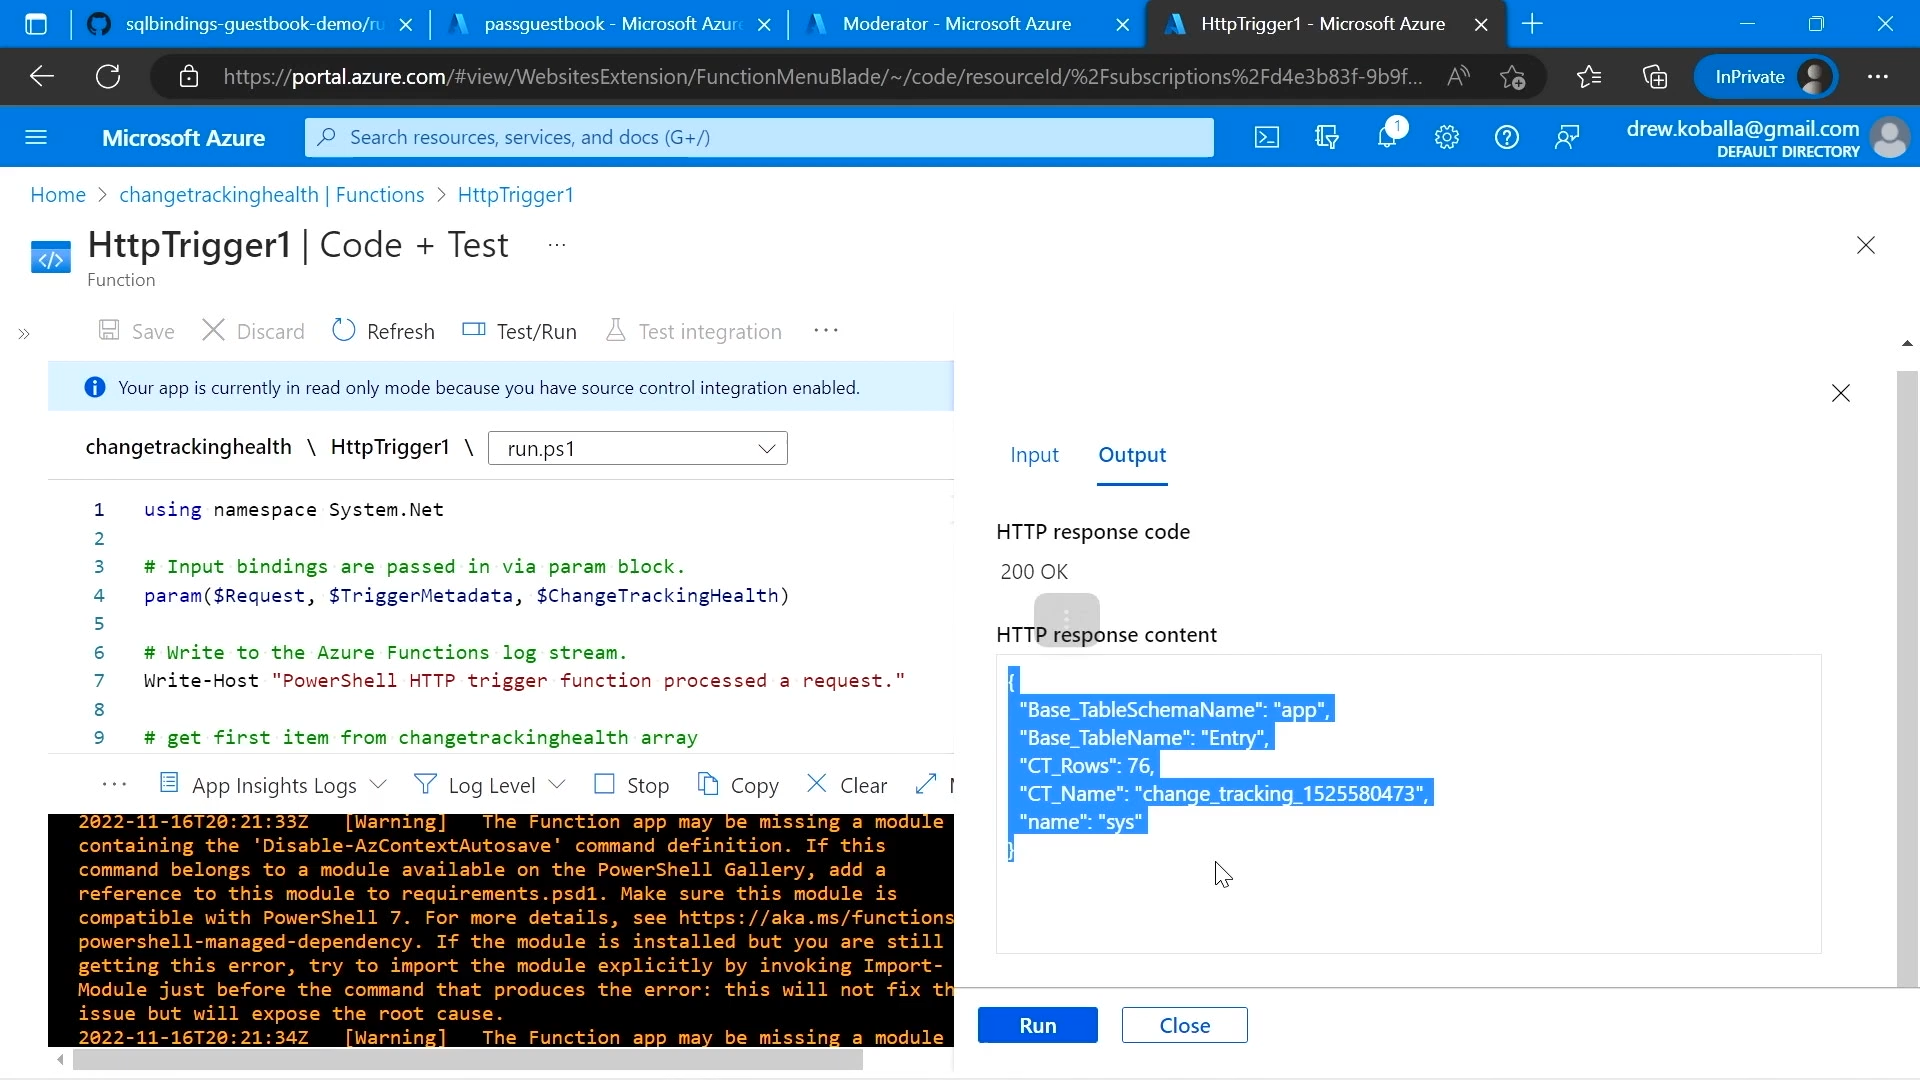 sqlbindings-guestbook-demo/ru
passguestbook - Microsoft Azure
Moderator - Microsoft Azure
HttpTrigger1 - Microsoft Azure
https://portal.azure.com/#view/WebsitesExtension/FunctionMenuBlade/~/code/resourceId/%2Fsubscriptions%2Fd4e3b83f-9b9f...
InPrivate
Microsoft Azure
Search resources, services, and docs (G+/)
1
drew.koballa@gmail.com
DEFAULT DIRECTORY
Home > changetrackinghealth | Functions > HttpTrigger1
HttpTrigger1 | Code + Test ...
Function
Save Discard Refresh Test/Run Test integration ...
Your app is currently in read only mode because you have source control integration enabled.
changetrackinghealth \ HttpTrigger1 \ run.ps1
1 using namespace System.Net
2
3 # Input bindings are passed in via param block.
4 param($Request, $TriggerMetadata, $ChangeTrackingHealth)
5
6 # Write to the Azure Functions log stream.
7 Write-Host "PowerShell HTTP trigger function processed a request."
8
9 # get first item from changetrackinghealth array
... App Insights Logs Log Level Stop Copy Clear
2022-11-16T20:21:33Z [Warning] The Function app may be missing a module
containing the 'Disable-AzContextAutosave' command definition. If this
command belongs to a module available on the PowerShell Gallery, add a
reference to this module to requirements.psd1. Make sure this module is
compatible with PowerShell 7. For more details, see https://aka.ms/functions
powershell-managed-dependency. If the module is installed but you are still
getting this error, try to import the module explicitly by invoking Import-
Module just before the command that produces the error: this will not fix th
issue but will expose the root cause.
2022-11-16T20:21:34Z [Warning] The Function app may be missing a module
Input Output
HTTP response code
200 OK
HTTP response content
{
"Base_TableSchemaName": "app",
"Base_TableName": "Entry",
"CT_Rows": 76,
"CT_Name": "change_tracking_1525580473",
"name": "sys"
}
Run Close